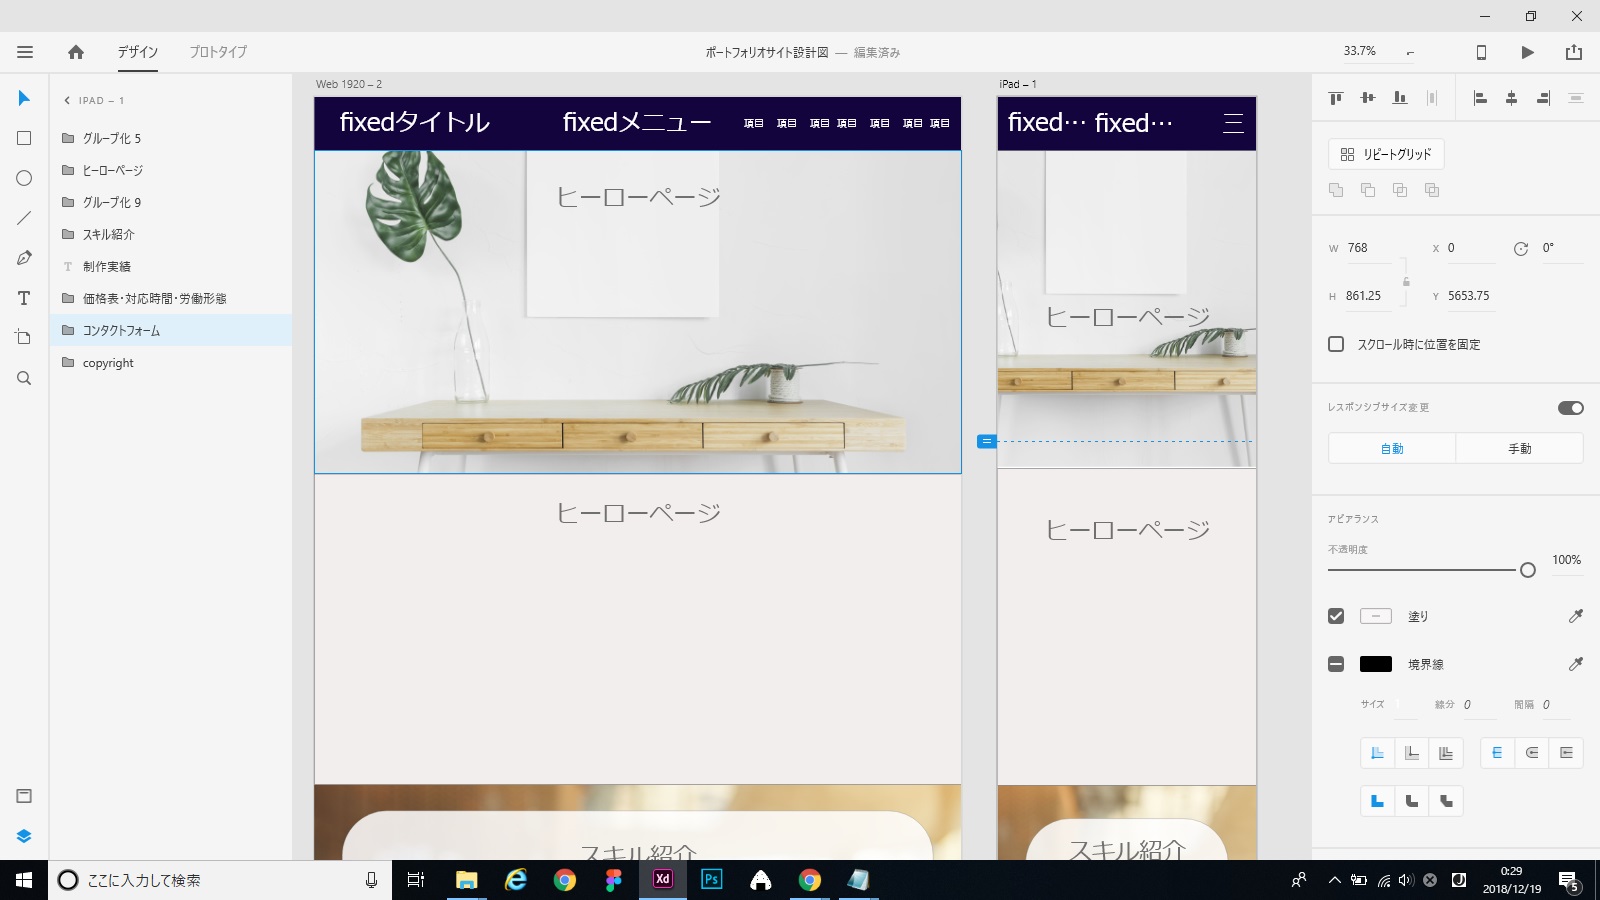 デザイン
プロトタイプ
ポートフォリオサイト設計図 — 編集済み
33.7%
IPAD – 1
グループ化 5
ヒーローページ
グループ化 9
スキル紹介
T 制作実績
価格表・対応時間・労働形態
コンタクトフォーム
copyright
Web 1920 – 2
fixedタイトル
fixedメニュー
項目 項目 項目 項目 項目 項目 項目
ヒーローページ
ヒーローページ
スキル紹介
iPad – 1
fixed… fixed…
ヒーローページ
ヒーローページ
スキル紹介
リピートグリッド
W 768 X 0 0°
H 861.25 Y 5653.75
スクロール時に位置を固定
レスポンシブサイズ変更
自動 手動
アピアランス
不透明度
100%
塗り
境界線
サイズ 1 線分 0 間隔 0
ここに入力して検索
Xd
Ps
0:29
2018/12/19
5